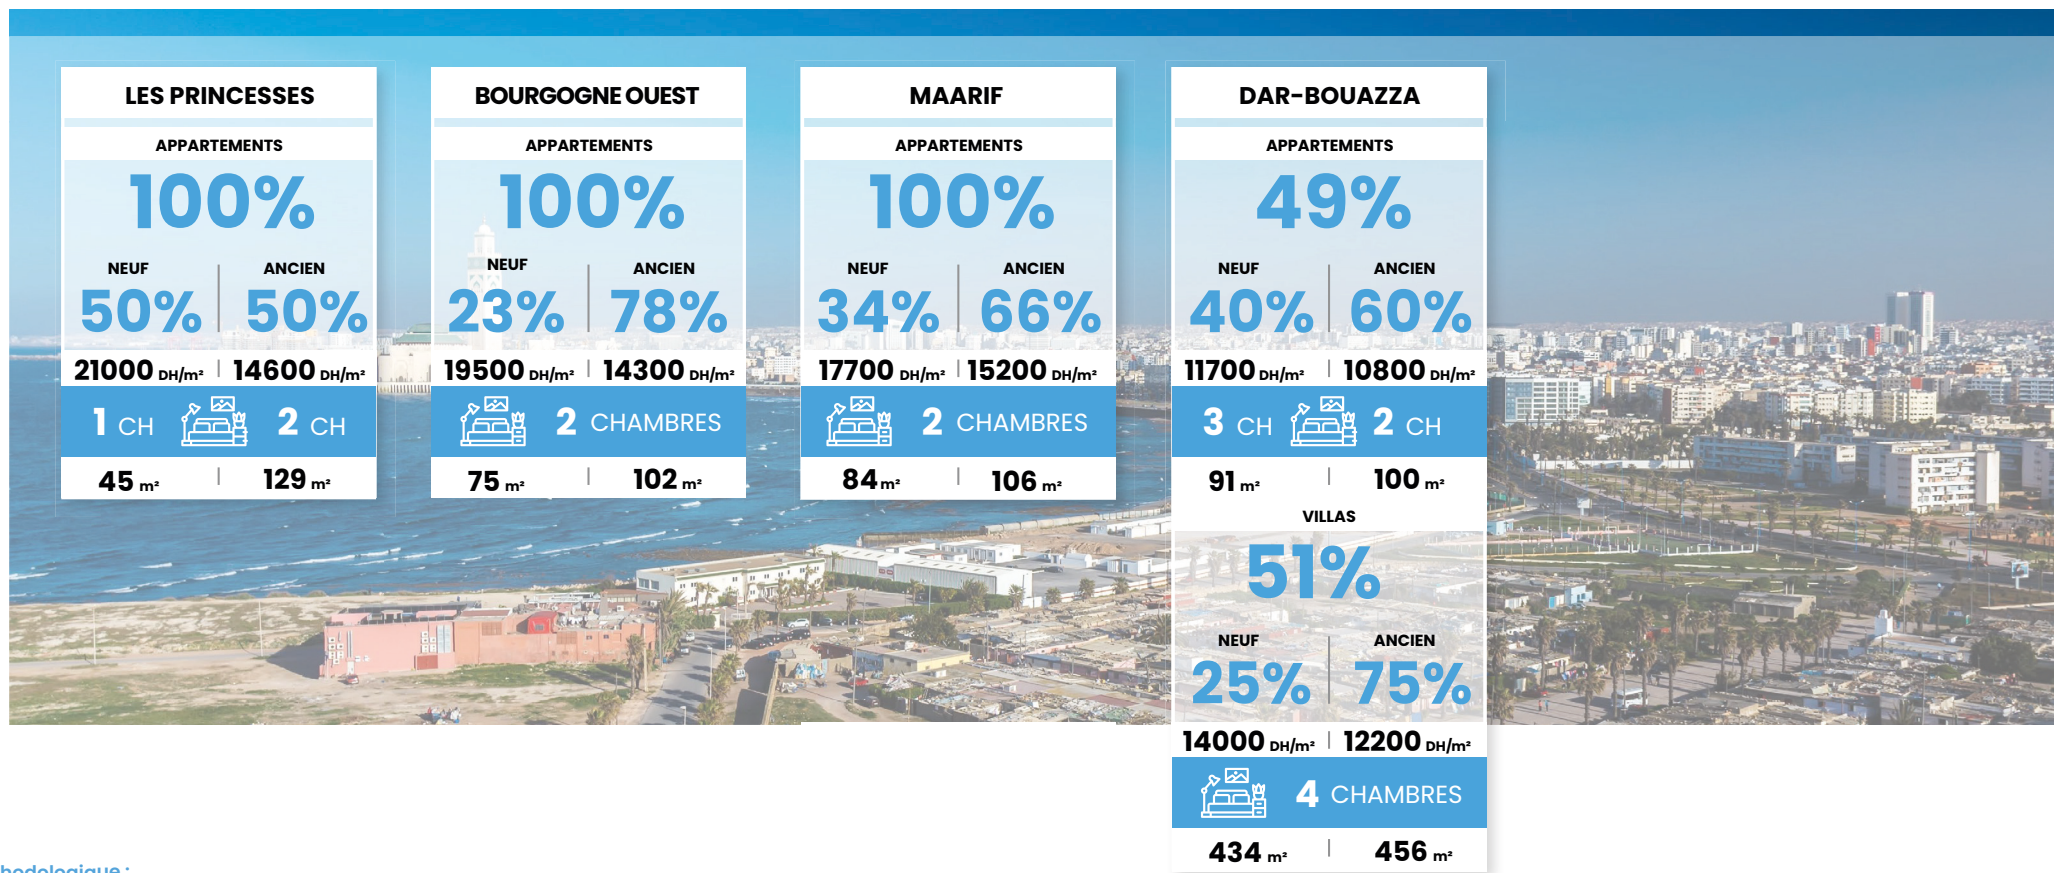 LES PRINCESSES
APPARTEMENTS
100%
NEUF ANCIEN
50% 50%
21000 DH/m² 14600 DH/m²
1 CH 2 CH
45 m² 129 m²
BOURGOGNE OUEST
APPARTEMENTS
100%
NEUF ANCIEN
23% 78%
19500 DH/m² 14300 DH/m²
2 CHAMBRES
75 m² 102 m²
MAARIF
APPARTEMENTS
100%
NEUF ANCIEN
34% 66%
17700 DH/m² 15200 DH/m²
2 CHAMBRES
84 m² 106 m²
DAR-BOUAZZA
APPARTEMENTS
49%
NEUF ANCIEN
40% 60%
11700 DH/m² 10800 DH/m²
3 CH 2 CH
91 m² 100 m²
VILLAS
51%
NEUF ANCIEN
25% 75%
14000 DH/m² 12200 DH/m²
4 CHAMBRES
434 m² 456 m²